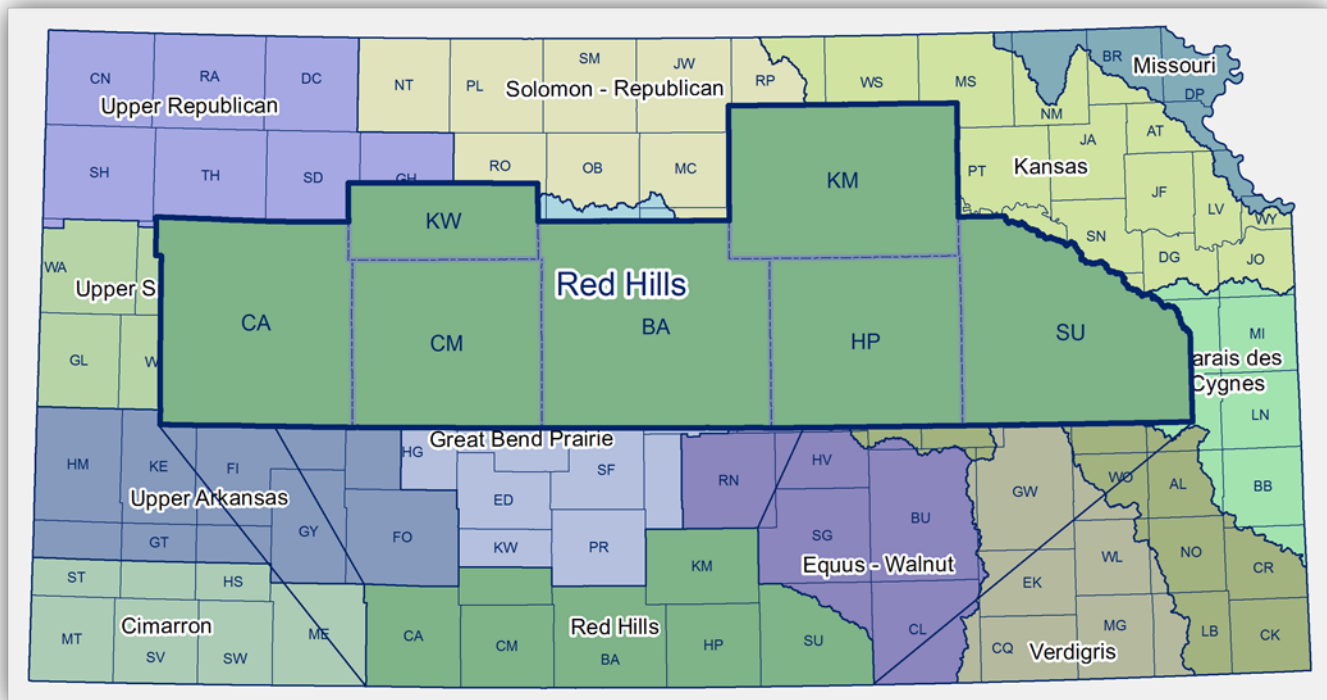 CN RA DC NT PL SM JW RP WS MS BR Missouri
Upper Republican Solomon - Republican DP
NM
SH TH SD GH RO OB MC KM PT JA AT
Kansas
JF LV
KW SN WY
WA Upper S Red Hills DG JO
CA CM BA HP SU MI
GL W arais des
Cygnes
LN
HG Great Bend Prairie
HM KE FI SF RN HV GW WO AL BB
Upper Arkansas ED BU
GT GY FO KW PR SG WL NO
Equus - Walnut
ST HS KM EK CR
MT Cimarron ME CA CM Red Hills HP SU CL MG LB CK
SV SW BA CQ Verdigris